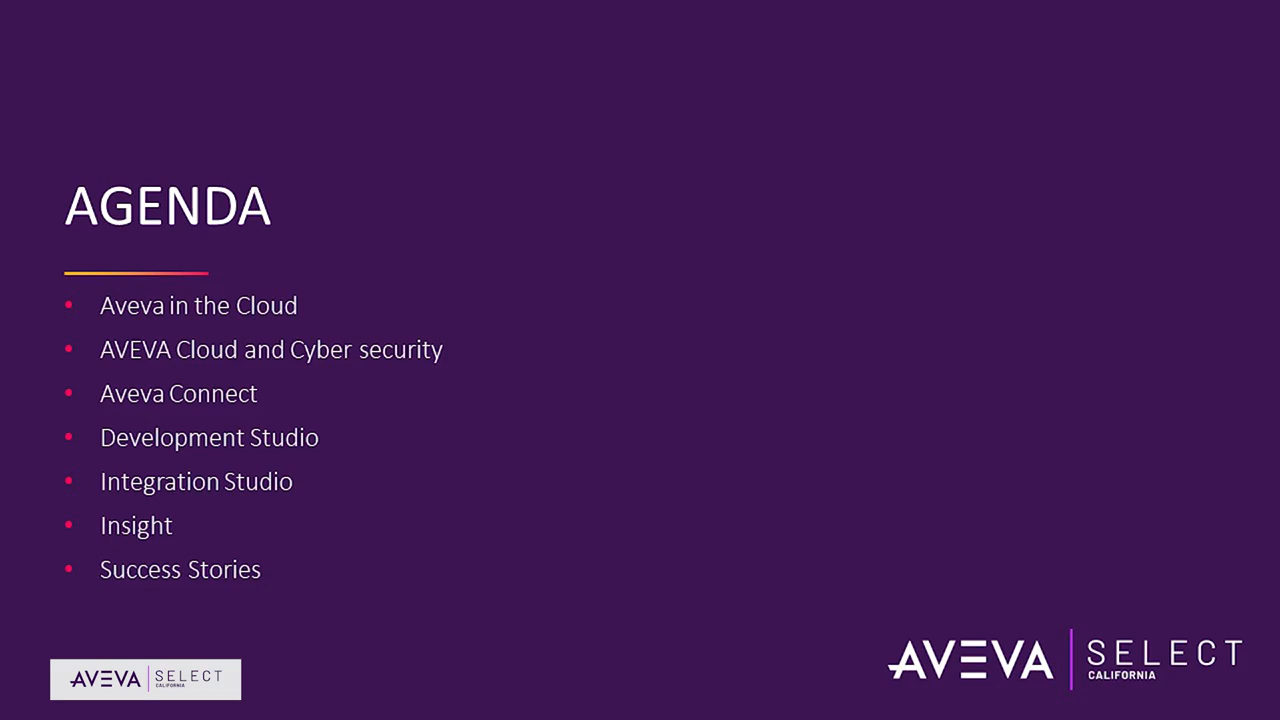 AGENDA
• Aveva in the Cloud
• AVEVA Cloud and Cyber security
• Aveva Connect
• Development Studio
• Integration Studio
• Insight
• Success Stories
AVEVA SELECT
CALIFORNIA
AVEVA SELECT
CALIFORNIA